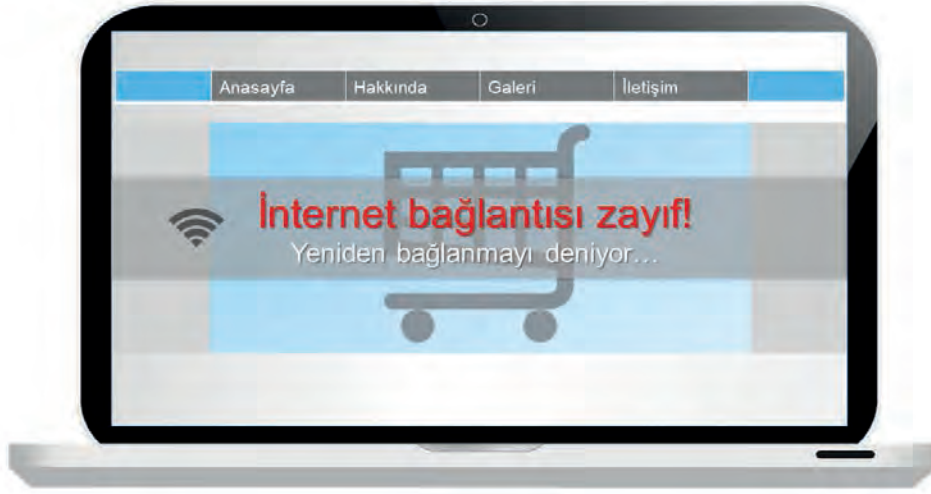 Anasayfa Hakkında Galeri İletişim
İnternet bağlantısı zayıf!
Yeniden bağlanmayı deniyor...